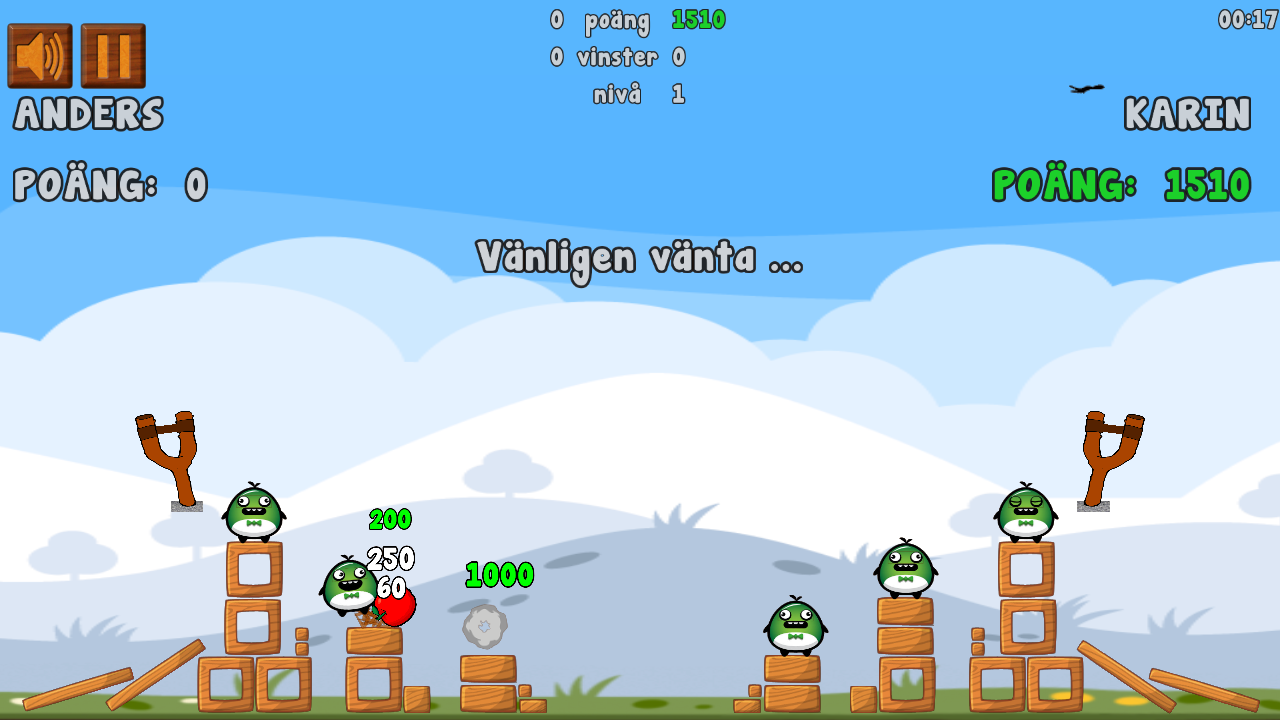 0 poäng 1510
00:17
0 vinster 0
nivå 1
ANDERS
KARIN
POÄNG: 0
POÄNG: 1510
Vänligen vänta ...
200
250
1000
60